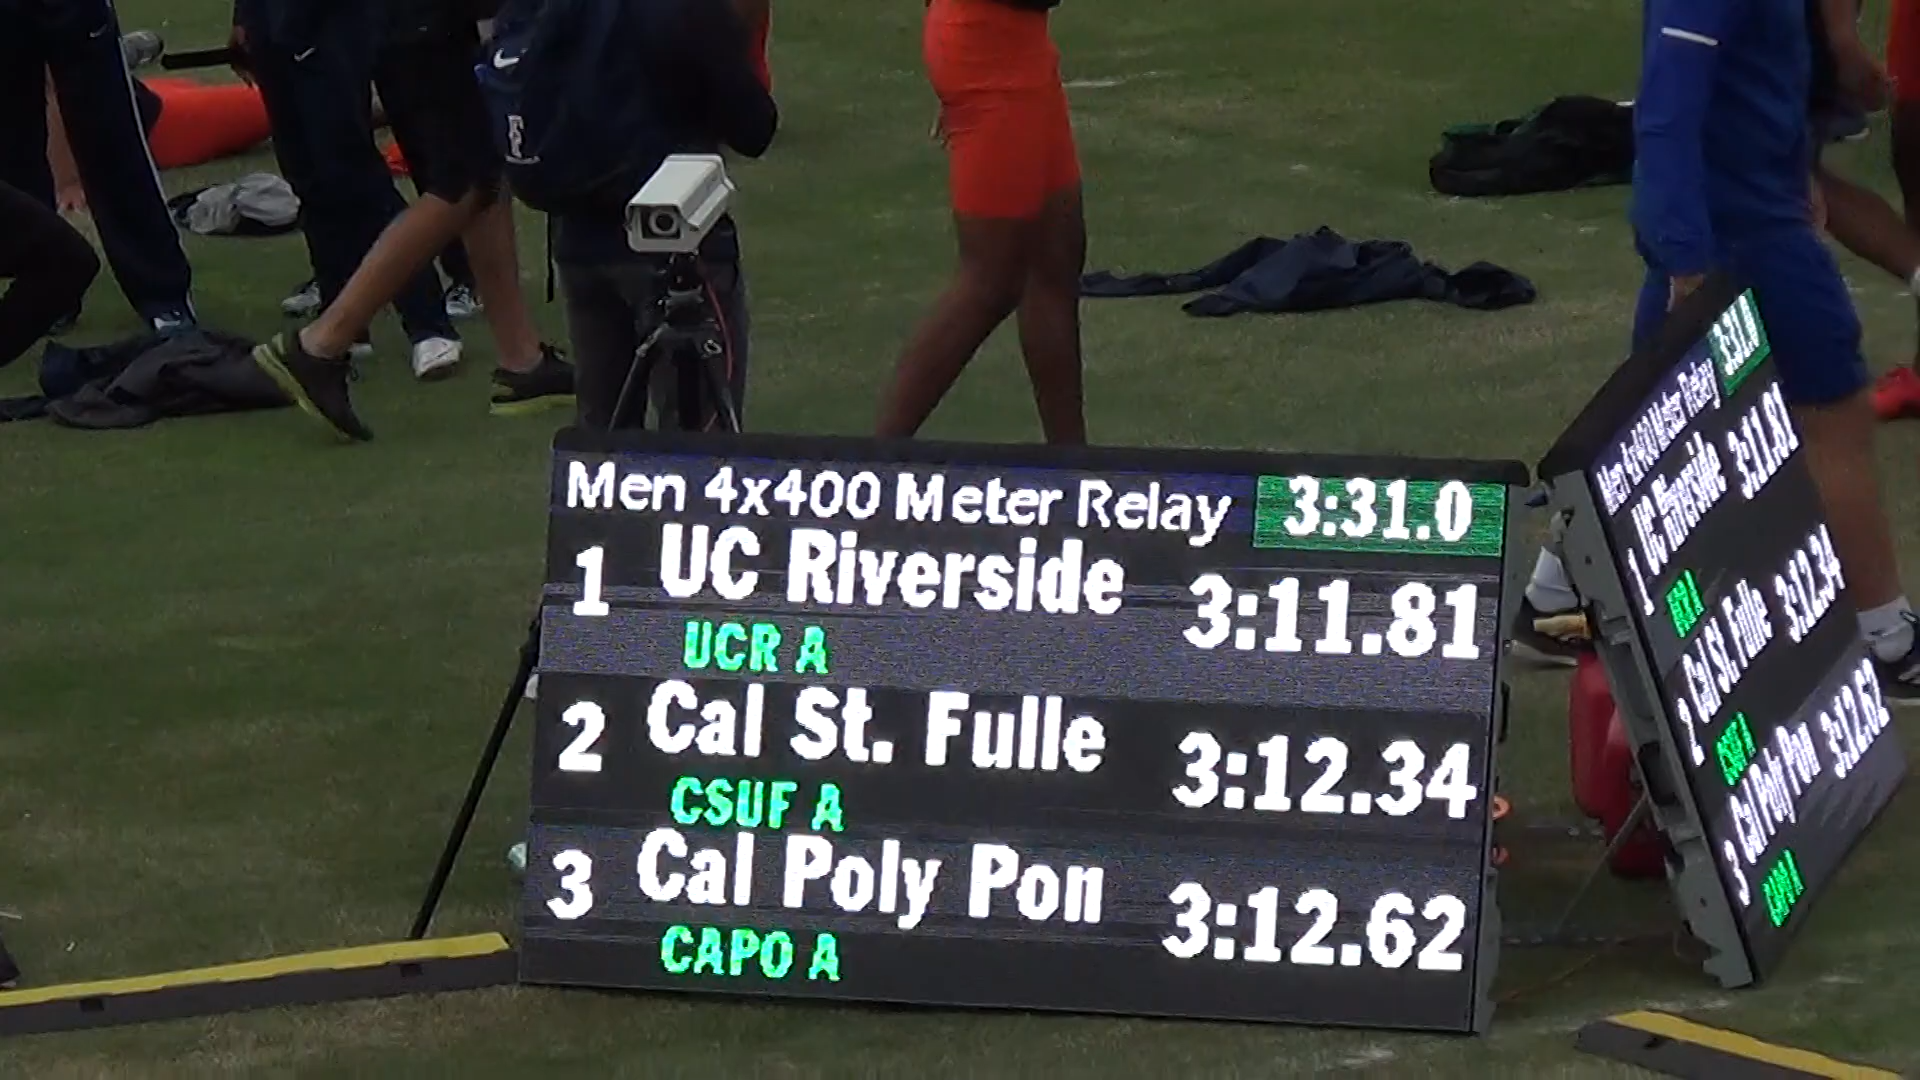 Men 4x400 Meter Relay 3:31.0
1 UC Riverside 3:11.81
UCR A
2 Cal St. Fulle 3:12.34
CSUF A
3 Cal Poly Pon 3:12.62
CAPO A
Men 4x400 Meter Relay 3:31.0
1 UC Riverside 3:11.81
UCR A
2 Cal St. Fulle 3:12.34
CSUF A
3 Cal Poly Pon 3:12.62
CAPO A